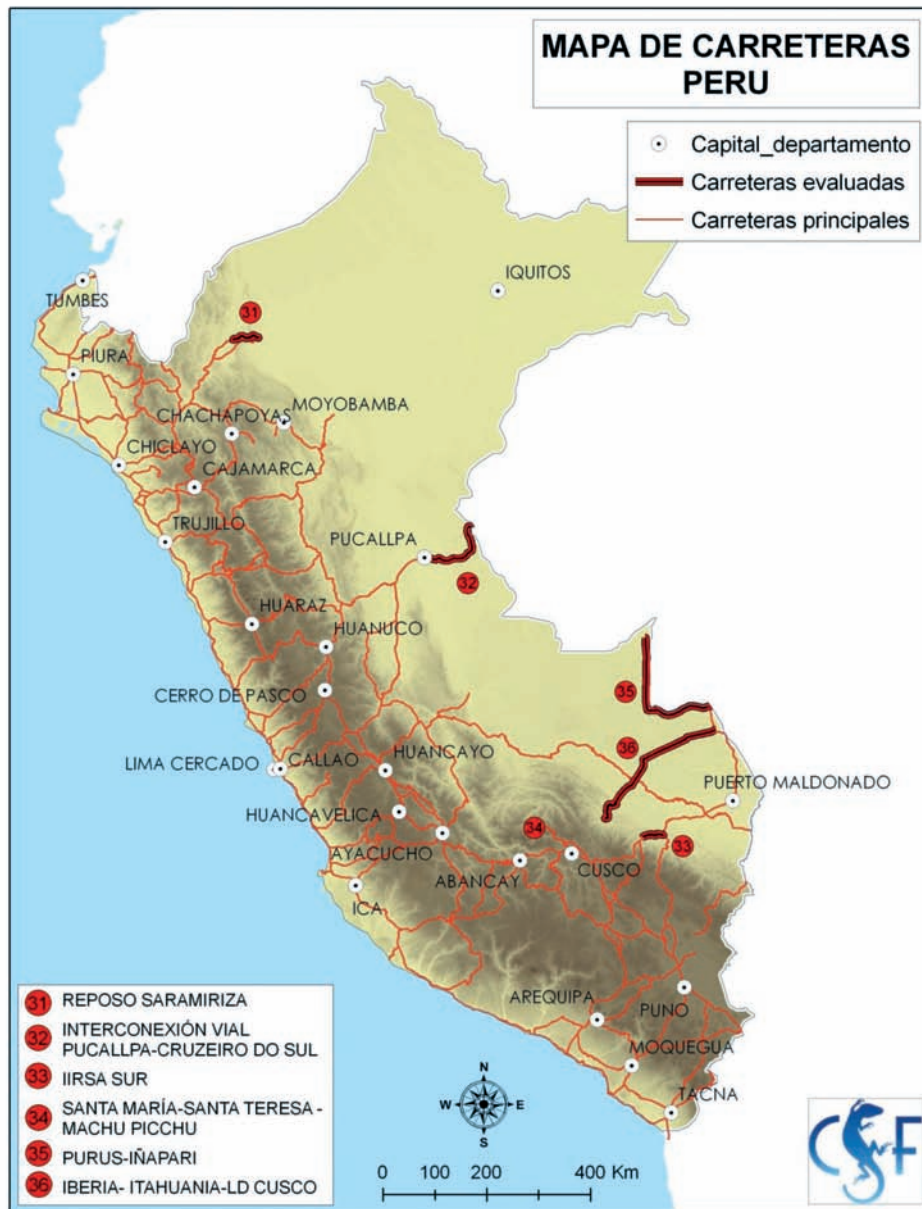 MAPA DE CARRETERAS
PERU
Capital_departamento
Carreteras evaluadas
Carreteras principales
IQUITOS
TUMBES
31
PIURA
MOYOBAMBA
CHACHAPOYAS
CHICLAYO
CAJAMARCA
TRUJILLO
PUCALLPA
32
HUARAZ
HUANUCO
35
CERRO DE PASCO
36
HUANCAYO
LIMA CERCADO
CALLAO
PUERTO MALDONADO
HUANCAVELICA
34
33
AYACUCHO
CUSCO
ABANCAY
ICA
AREQUIPA
PUNO
MOQUEGUA
TACNA
31 REPOSO SARAMIRIZA
32 INTERCONEXIÓN VIAL
PUCALLPA-CRUZEIRO DO SUL
33 IIRSA SUR
34 SANTA MARÍA-SANTA TERESA -
MACHU PICCHU
35 PURUS-IÑAPARI
36 IBERIA- ITAHUANIA-LD CUSCO
N
W E
S
0 100 200 400 Km
CSF